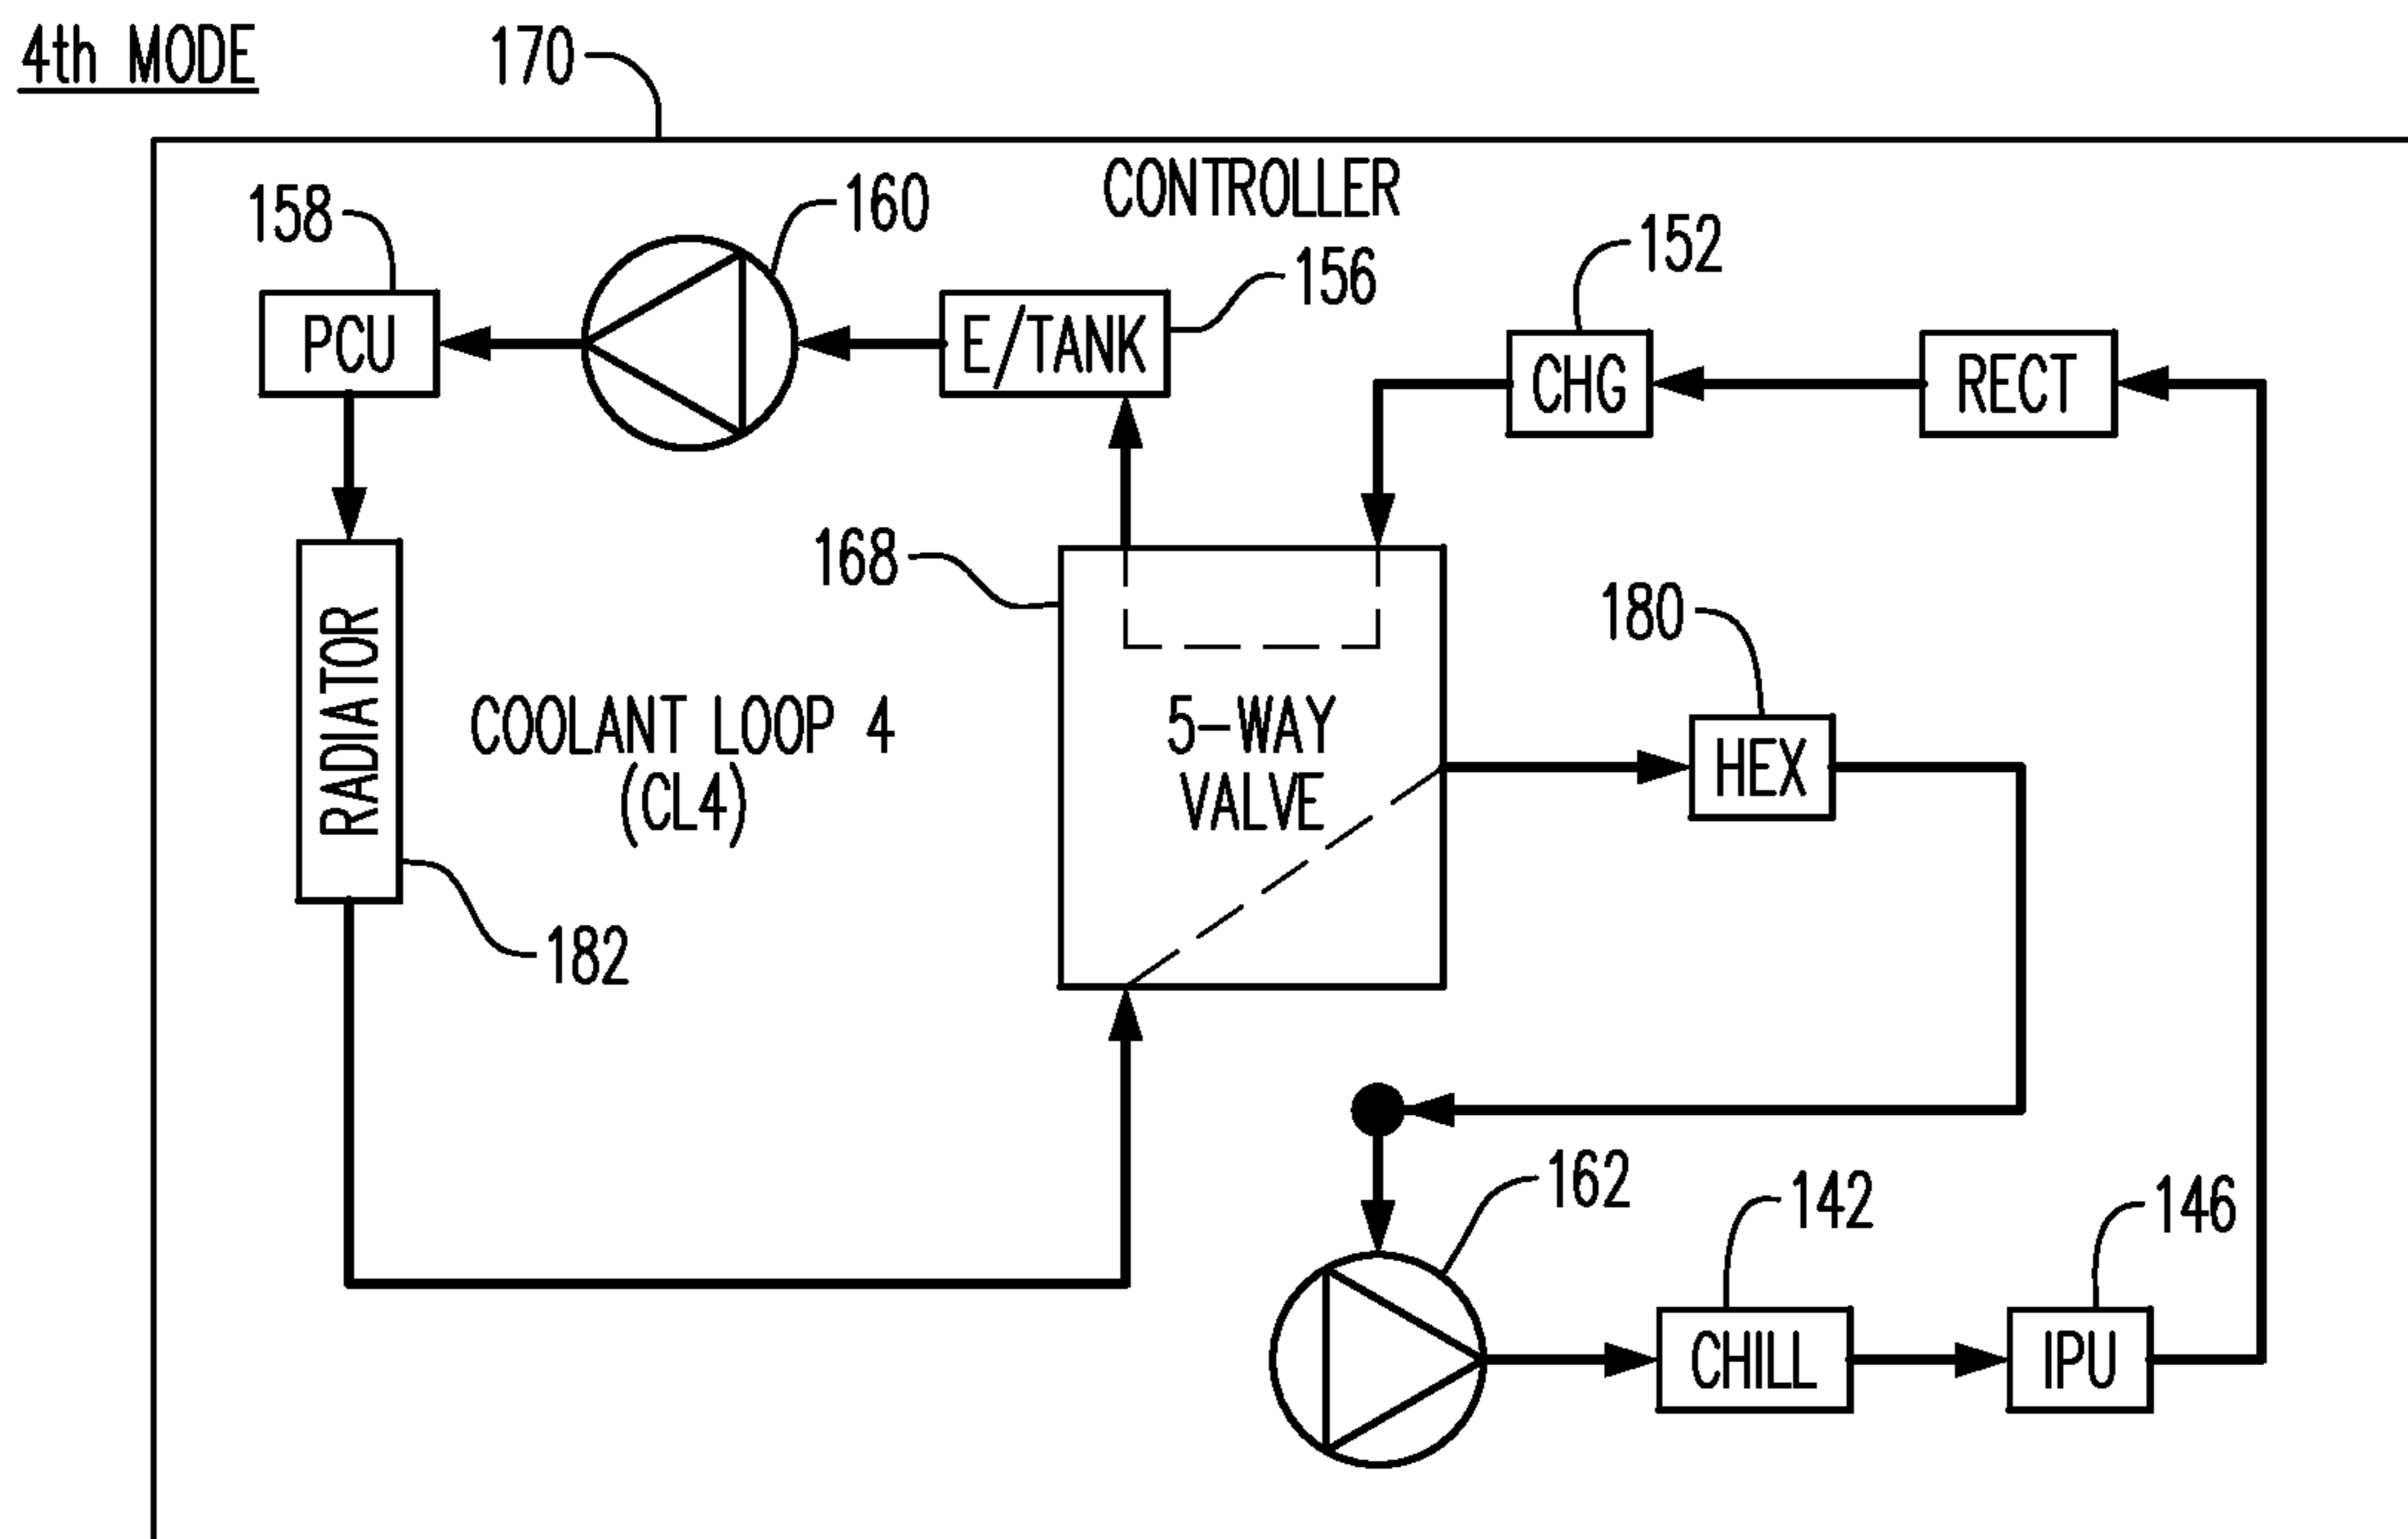 4th MODE
170
CONTROLLER
158
160
156
152
PCU
E/TANK
CHG
RECT
168
180
RADIATOR
COOLANT LOOP 4
(CL4)
5-WAY
VALVE
HEX
182
162
142
146
CHILL
IPU